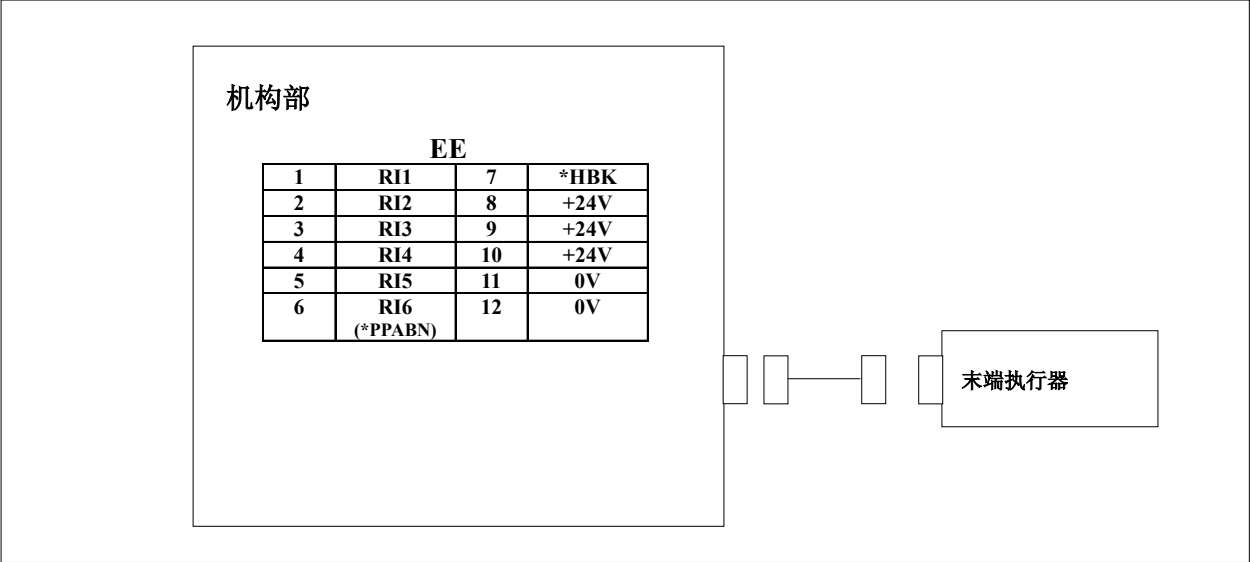 机构部
EE
1 RI1 7 *HBK
2 RI2 8 +24V
3 RI3 9 +24V
4 RI4 10 +24V
5 RI5 11 0V
6 RI6 12 0V
(*PPABN)
末端执行器